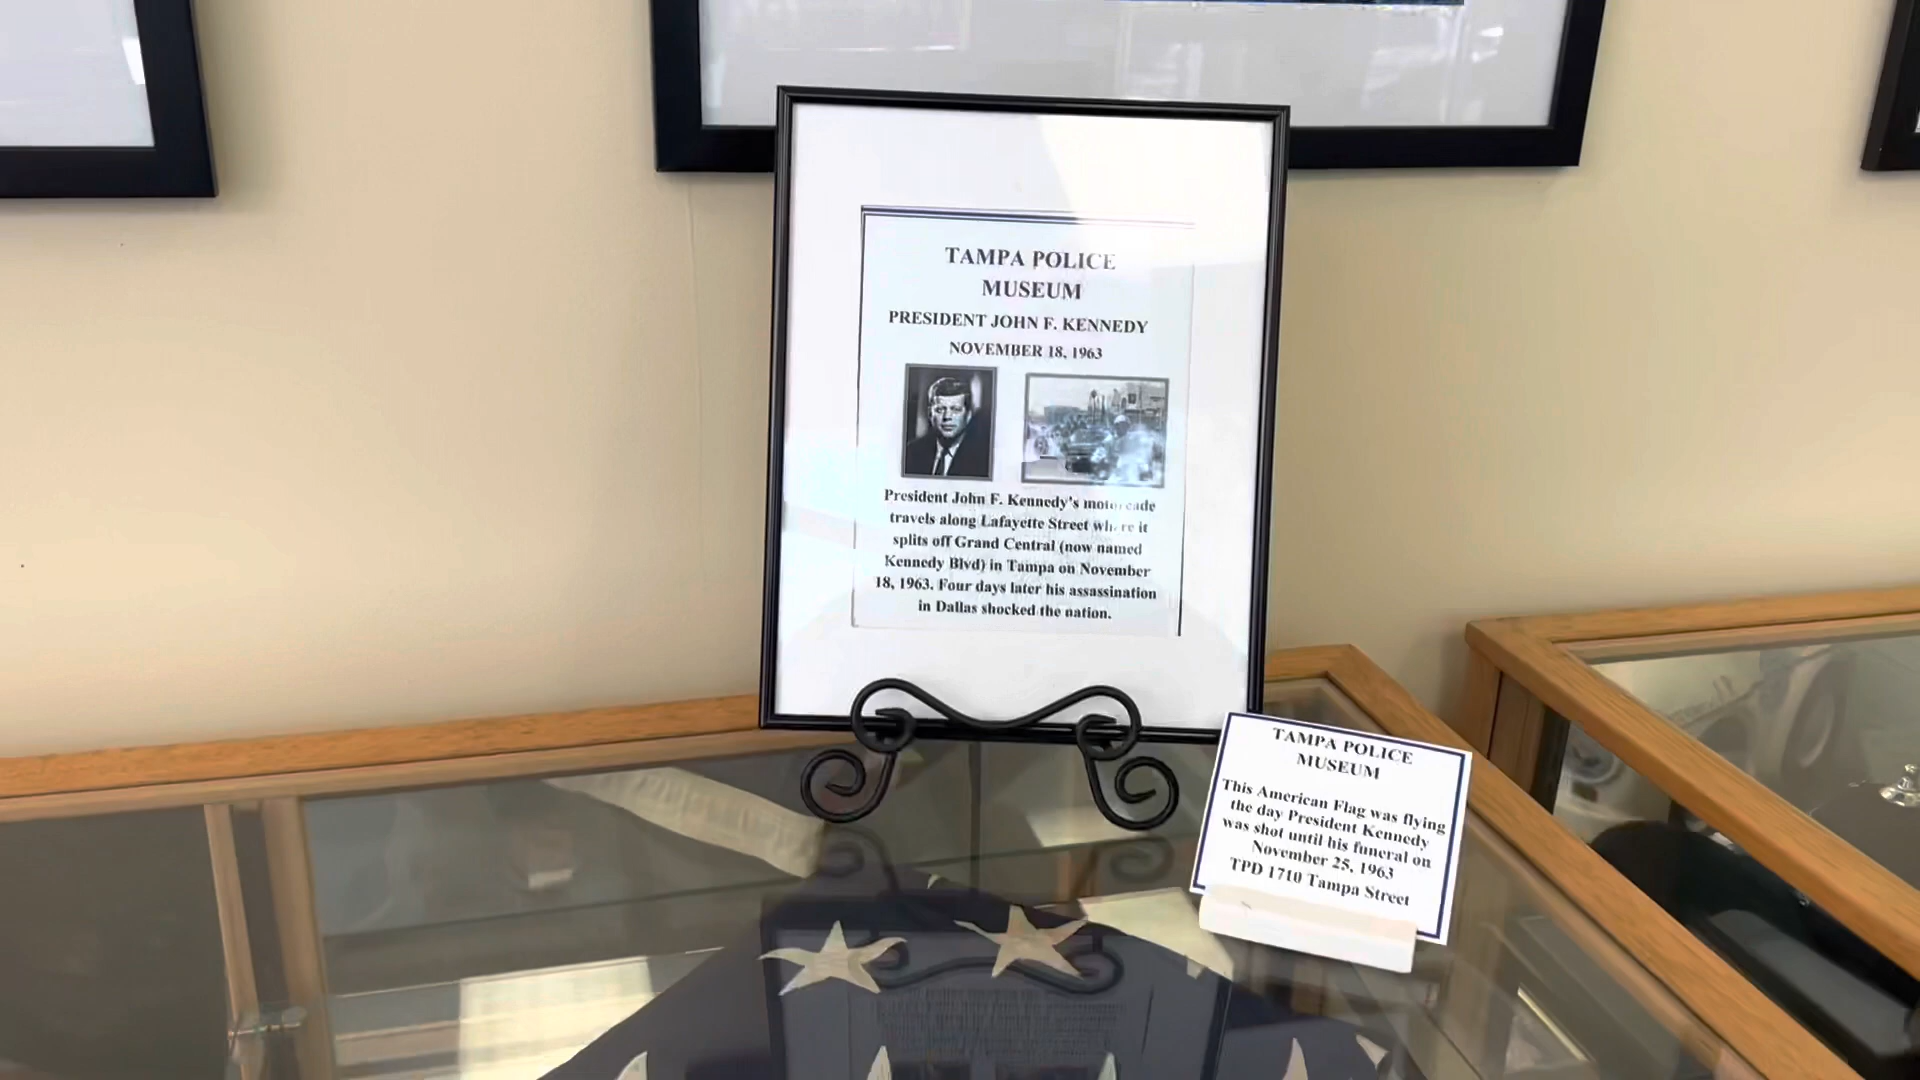 TAMPA POLICE
MUSEUM
PRESIDENT JOHN F. KENNEDY
NOVEMBER 18, 1963
President John F. Kennedy's motorcade
travels along Lafayette Street where it
splits off Grand Central (now named
Kennedy Blvd) in Tampa on November
18, 1963. Four days later his assassination
in Dallas shocked the nation.
TAMPA POLICE
MUSEUM
This American Flag was flying
the day President Kennedy
was shot until his funeral on
November 25, 1963
TPD 1710 Tampa Street